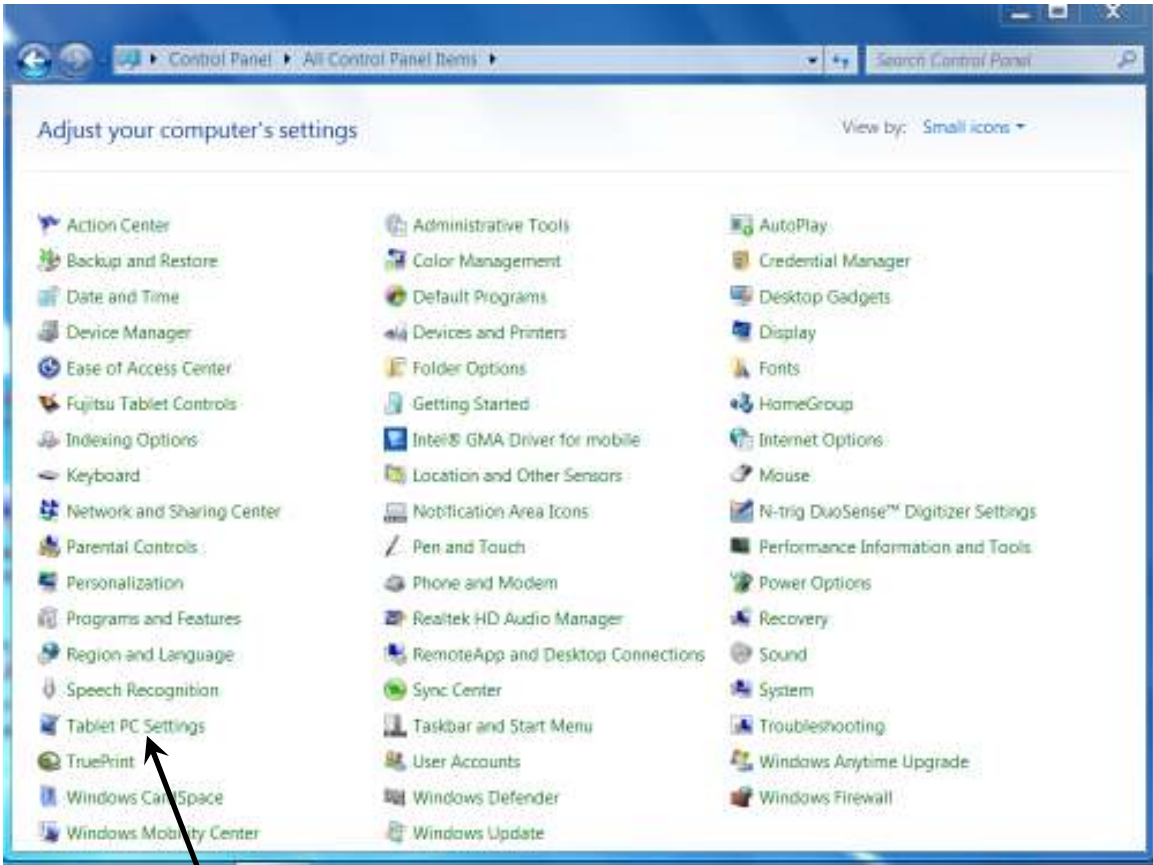 Control Panel All Control Panel Items Search Control Panel
Adjust your computer's settings View by: Small icons
Action Center Administrative Tools AutoPlay
Backup and Restore Color Management Credential Manager
Date and Time Default Programs Desktop Gadgets
Device Manager Devices and Printers Display
Ease of Access Center Folder Options Fonts
Fujitsu Tablet Controls Getting Started HomeGroup
Indexing Options Intel® GMA Driver for mobile Internet Options
Keyboard Location and Other Sensors Mouse
Network and Sharing Center Notification Area Icons N-trig DuoSense™ Digitizer Settings
Parental Controls Pen and Touch Performance Information and Tools
Personalization Phone and Modem Power Options
Programs and Features Realtek HD Audio Manager Recovery
Region and Language RemoteApp and Desktop Connections Sound
Speech Recognition Sync Center System
Tablet PC Settings Taskbar and Start Menu Troubleshooting
TruePrint User Accounts Windows Anytime Upgrade
Windows CardSpace Windows Defender Windows Firewall
Windows Mobility Center Windows Update